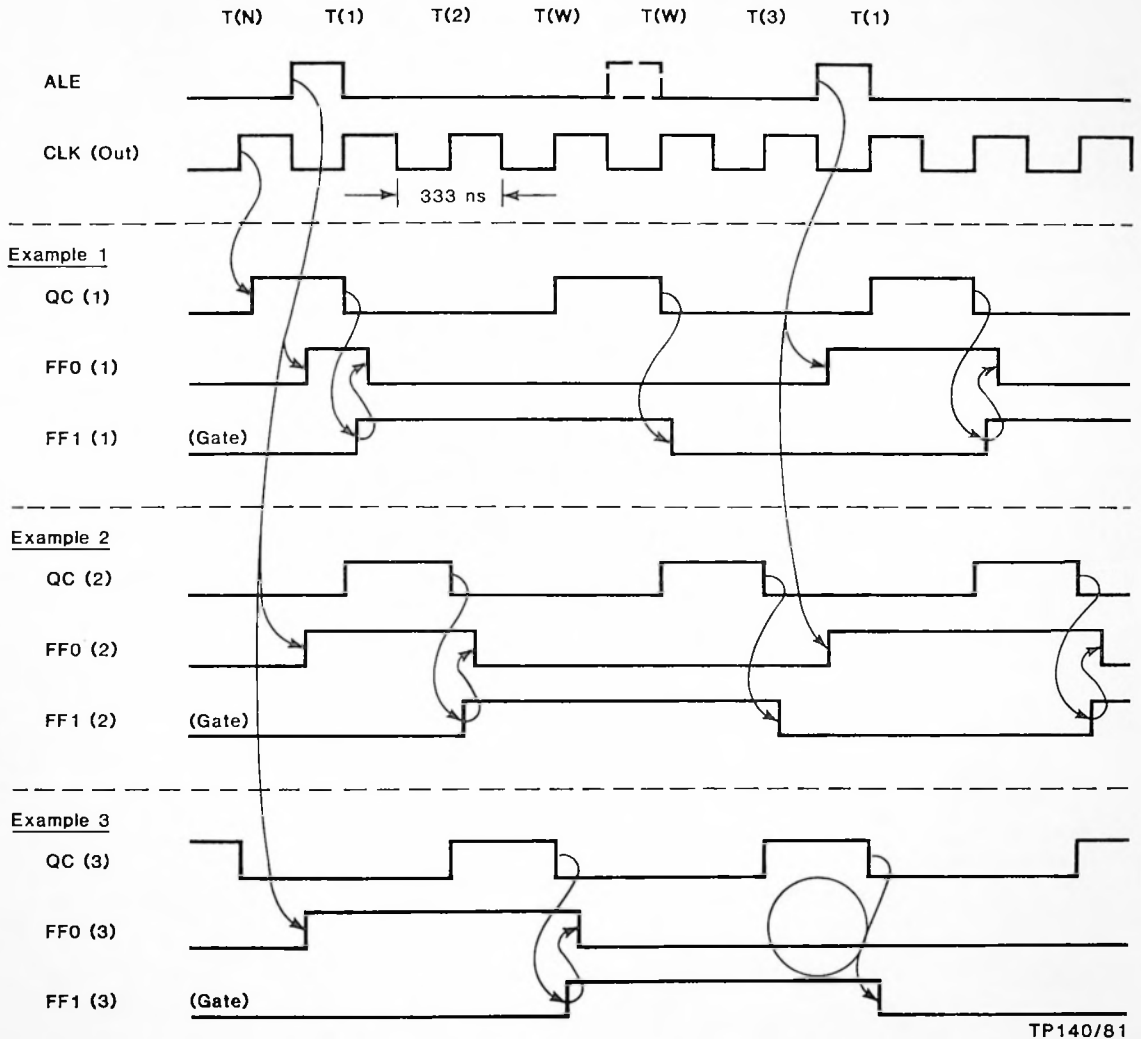 T(N) T(1) T(2) T(W) T(W) T(3) T(1)
ALE
CLK (Out)
333 ns
Example 1
QC (1)
FF0 (1)
FF1 (1) (Gate)
Example 2
QC (2)
FF0 (2)
FF1 (2) (Gate)
Example 3
QC (3)
FF0 (3)
FF1 (3) (Gate)
TP140/81